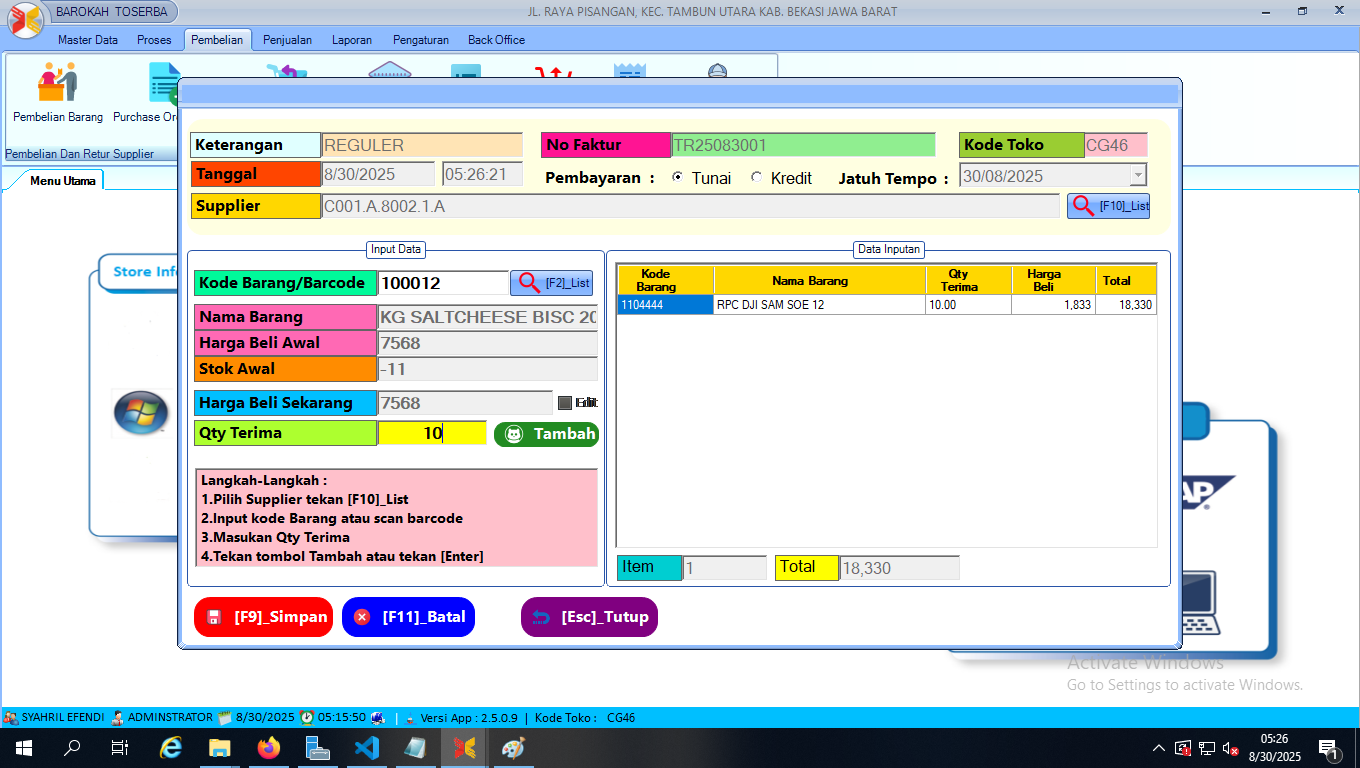 BAROKAH TOSERBA
JL. RAYA PISANGAN, KEC. TAMBUN UTARA KAB. BEKASI JAWA BARAT
Master Data Proses Pembelian Penjualan Laporan Pengaturan Back Office
Pembelian Barang Purchase Or
Pembelian Dan Retur Supplier
Menu Utama
Keterangan REGULER No Faktur TR25083001 Kode Toko CG46
Tanggal 8/30/2025 05:26:21 Pembayaran : Tunai Kredit Jatuh Tempo : 30/08/2025
Supplier C001.A.8002.1.A [F10]_List
Input Data
Data Inputan
Store Inf
Kode Barang/Barcode 100012 [F2]_List
Nama Barang KG SALTCHEESE BISC 20
Harga Beli Awal 7568
Stok Awal -11
Harga Beli Sekarang 7568 Edit
Qty Terima 10 Tambah
Langkah-Langkah :
1.Pilih Supplier tekan [F10]_List
2.Input kode Barang atau scan barcode
3.Masukan Qty Terima
4.Tekan tombol Tambah atau tekan [Enter]
Kode Barang Nama Barang Qty Terima Harga Beli Total
1104444 RPC DJI SAM SOE 12 10.00 1,833 18,330
Item 1 Total 18,330
[F9]_Simpan [F11]_Batal [Esc]_Tutup
AP
Activate Windows
Go to Settings to activate Windows.
SYAHRIL EFENDI ADMINSTRATOR 8/30/2025 05:15:50 | Versi App : 2.5.0.9 | Kode Toko : CG46
05:26
8/30/2025
1